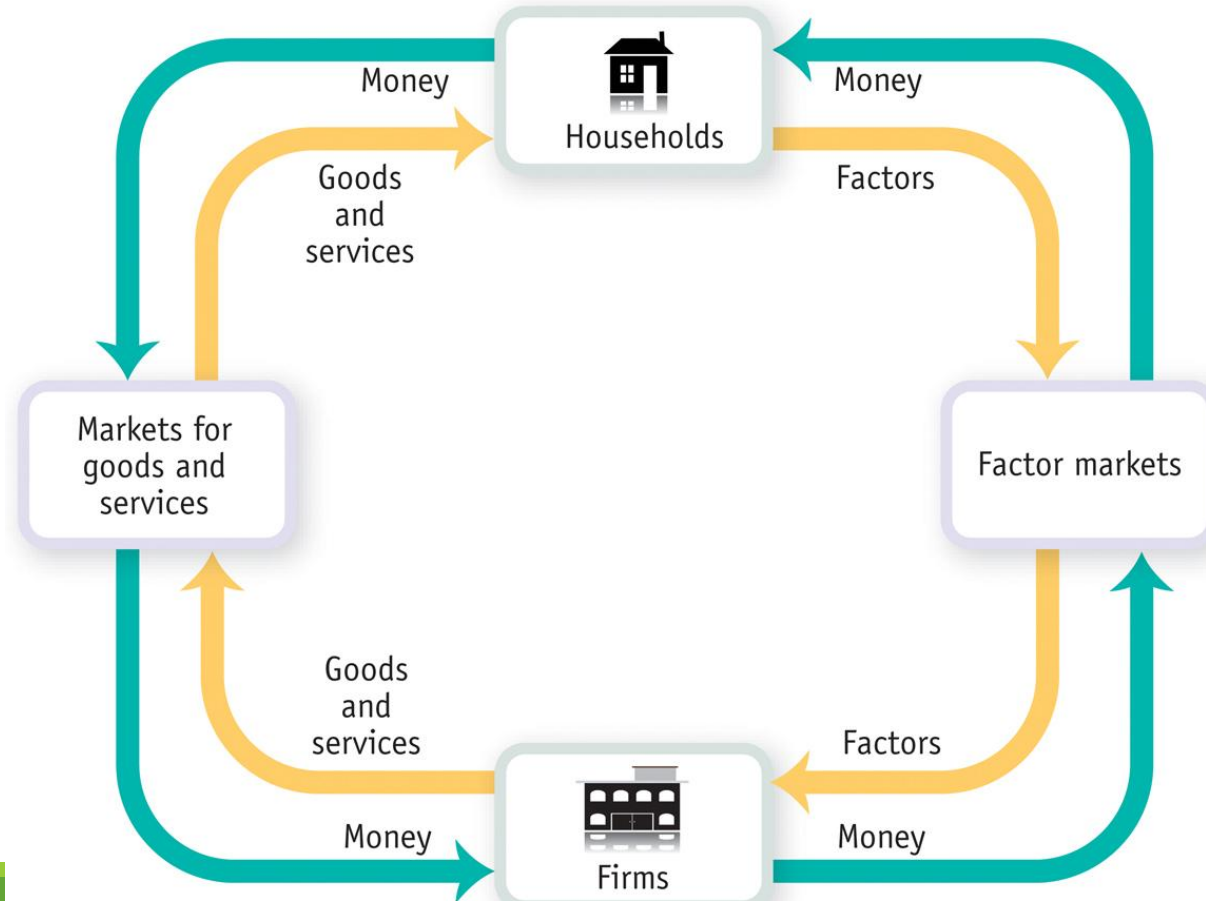 Households
Money
Money
Goods
and
services
Factors
Markets for
goods and
services
Factor markets
Goods
and
services
Factors
Money
Money
Firms